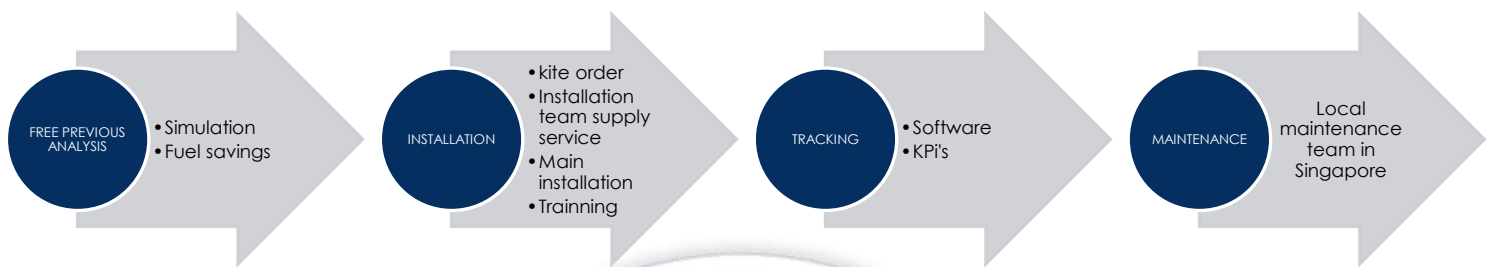 FREE PREVIOUS
ANALYSIS
•Simulation
•Fuel savings
INSTALLATION
•kite order
•Installation
team supply
service
•Main
installation
•Trainning
TRACKING
•Software
•KPi's
MAINTENANCE
Local
maintenance
team in
Singapore